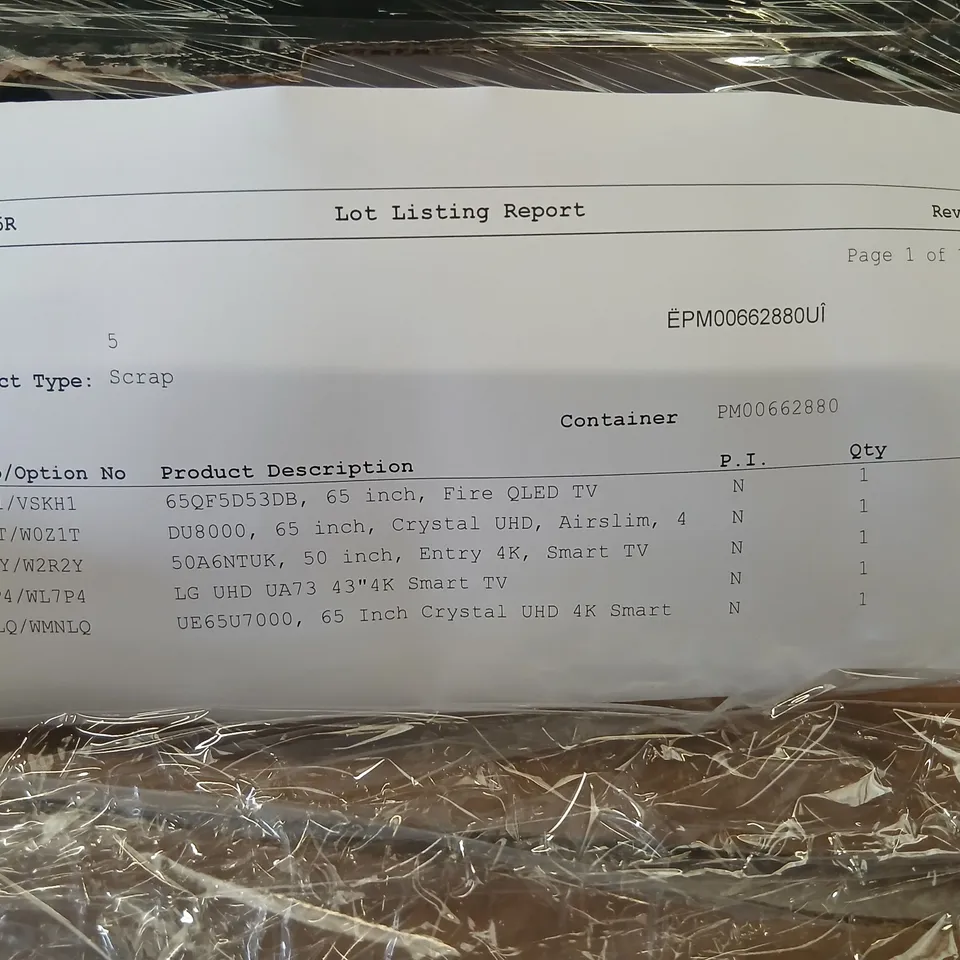 5R Lot Listing Report Rev
Page 1 of
ËPM00662880UÎ
5
ct Type: Scrap
Container PM00662880
/Option No Product Description P.I. Qty
/VSKH1 65QF5D53DB, 65 inch, Fire QLED TV N 1
T/W0Z1T DU8000, 65 inch, Crystal UHD, Airslim, 4 N 1
Y/W2R2Y 50A6NTUK, 50 inch, Entry 4K, Smart TV N 1
4/WL7P4 LG UHD UA73 43"4K Smart TV N 1
LQ/WMNLQ UE65U7000, 65 Inch Crystal UHD 4K Smart N 1